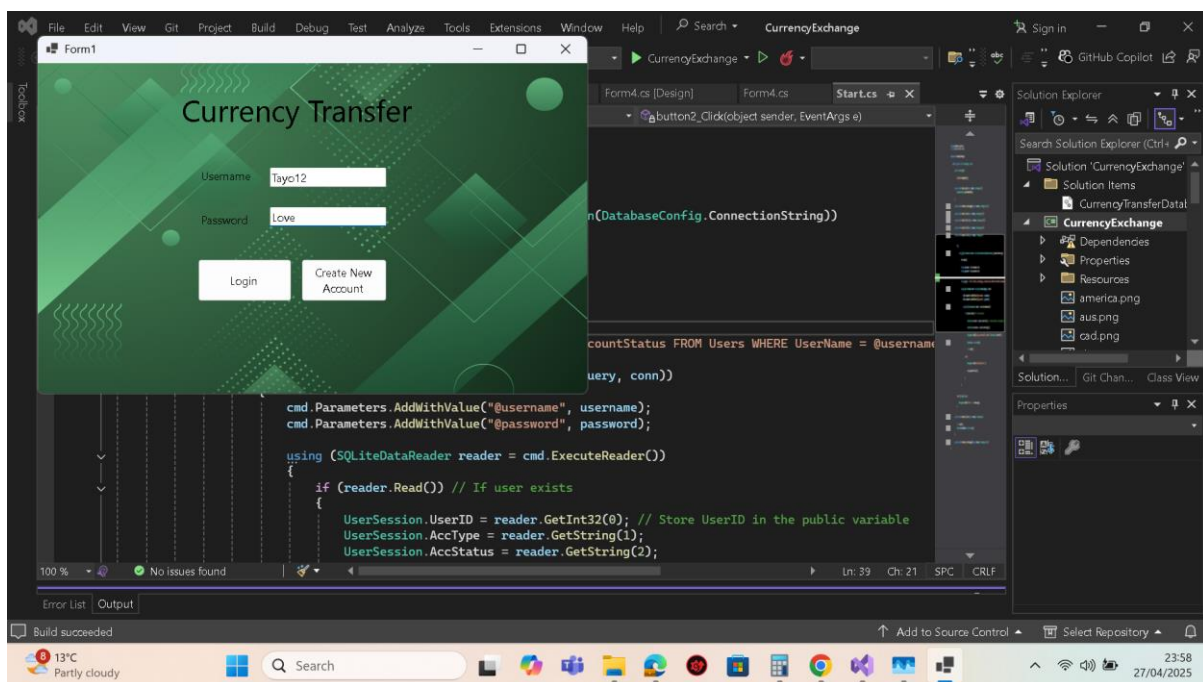 File Edit View Git Project Build Debug Test Analyze Tools Extensions Window Help Search CurrencyExchange Sign in
Form1
CurrencyExchange
GitHub Copilot
Toolbox
Form4.cs [Design] Form4.cs Start.cs
button2_Click(object sender, EventArgs e)
Currency Transfer
Username Tayo12
Password Love
Login
Create New
Account
n(DatabaseConfig.ConnectionString))
countStatus FROM Users WHERE UserName = @username
uery, conn))
{
cmd.Parameters.AddWithValue("@username", username);
cmd.Parameters.AddWithValue("@password", password);
using (SQLiteDataReader reader = cmd.ExecuteReader())
{
if (reader.Read()) // If user exists
{
UserSession.UserID = reader.GetInt32(0); // Store UserID in the public variable
UserSession.AccType = reader.GetString(1);
UserSession.AccStatus = reader.GetString(2);
100 % No issues found Ln: 39 Ch: 21 SPC CRLF
Error List Output
Solution Explorer
Search Solution Explorer (Ctrl+
Solution 'CurrencyExchange'
Solution Items
CurrencyTransferDatab
CurrencyExchange
Dependencies
Properties
Resources
america.png
aus.png
cad.png
Solution... Git Chan... Class View
Properties
Build succeeded Add to Source Control Select Repository
8 13°C
Partly cloudy
Search
23:58
27/04/2025